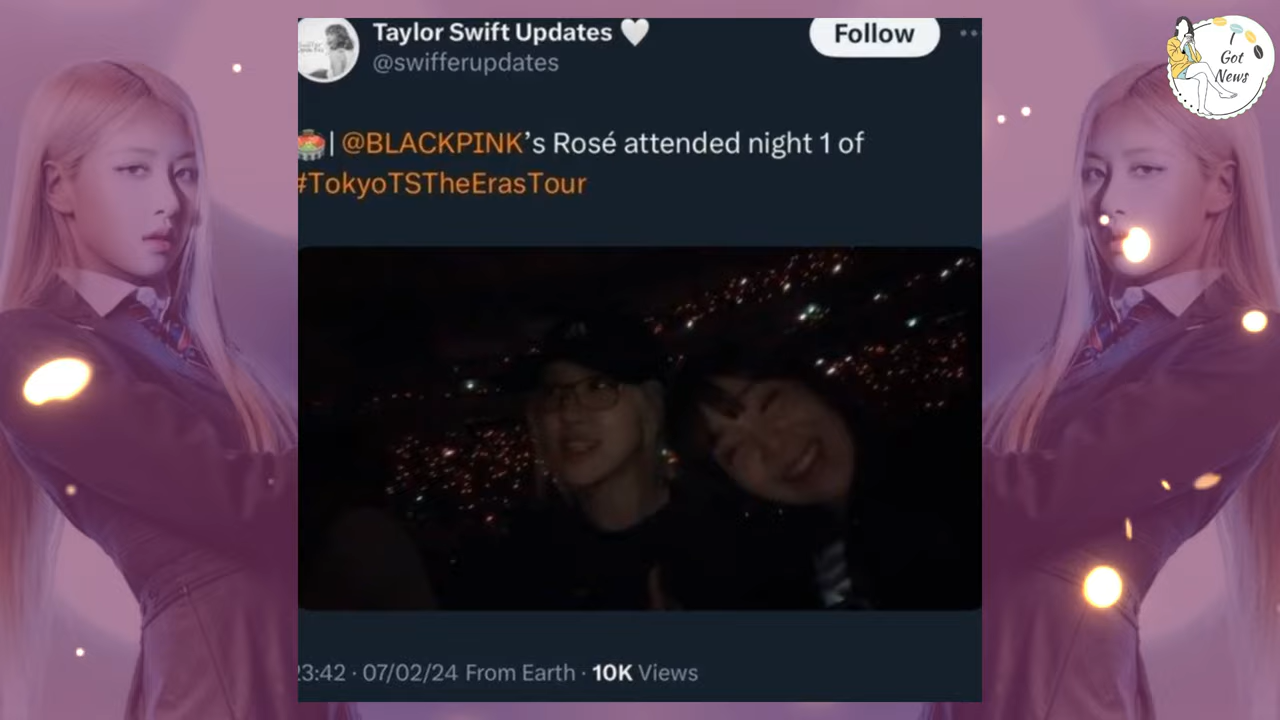 Taylor Swift Updates 🤍
Follow
@swifferupdates
| @BLACKPINK's Rosé attended night 1 of
#TokyoTSTheErasTour
23:42 · 07/02/24 From Earth · 10K Views
I
Got
News